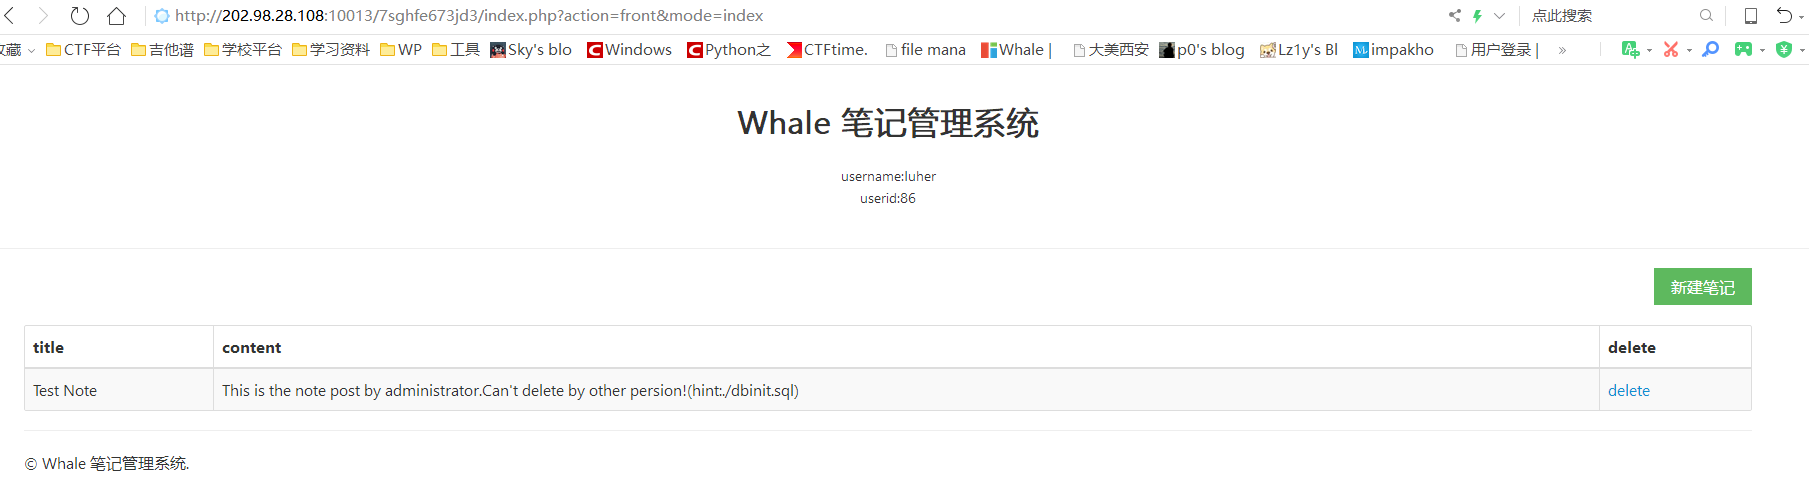 http://202.98.28.108:10013/7sghfe673jd3/index.php?action=front&mode=index 点此搜索
收藏 CTF平台 吉他谱 学校平台 学习资料 WP 工具 Sky's blo Windows Python之 CTFtime. file mana Whale | 大美西安 p0's blog Lz1y's Bl impakho 用户登录 | »
Whale 笔记管理系统
username:luher
userid:86
新建笔记
title content delete
Test Note This is the note post by administrator.Can't delete by other persion!(hint:./dbinit.sql) delete
© Whale 笔记管理系统.